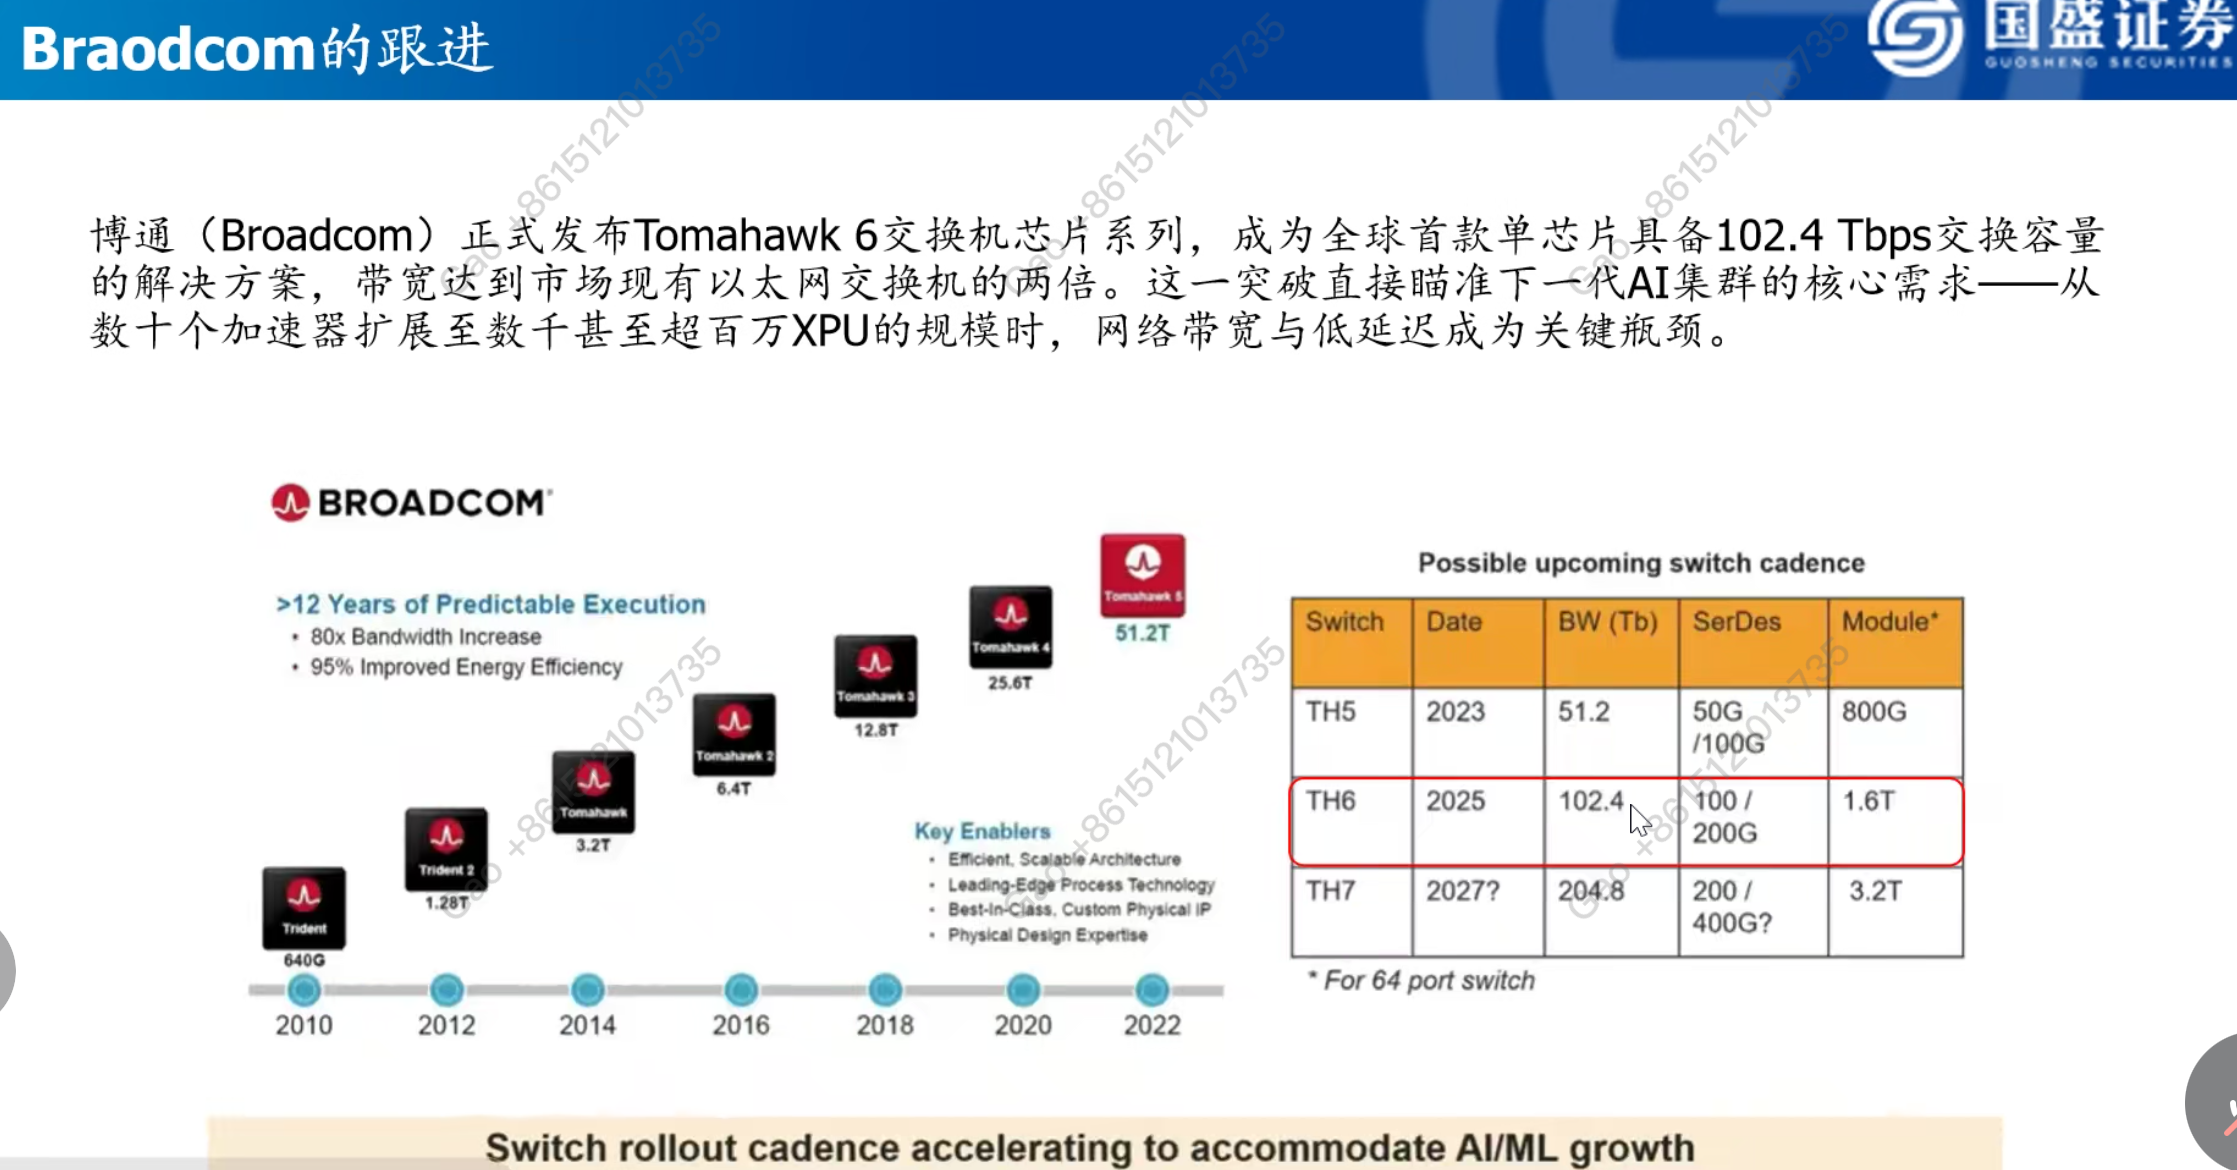 Braodcom的跟进
国盛证券
GUOSHENG SECURITIES
博通（Broadcom）正式发布Tomahawk 6交换机芯片系列，成为全球首款单芯片具备102.4 Tbps交换容量
的解决方案，带宽达到市场现有以太网交换机的两倍。这一突破直接瞄准下一代AI集群的核心需求——从
数十个加速器扩展至数千甚至超百万XPU的规模时，网络带宽与低延迟成为关键瓶颈。
BROADCOM
>12 Years of Predictable Execution
• 80x Bandwidth Increase
• 95% Improved Energy Efficiency
Trident
640G
Trident 2
1.28T
Tomahawk
3.2T
Tomahawk 2
6.4T
Tomahawk 3
12.8T
Tomahawk 4
25.6T
Tomahawk 5
51.2T
Key Enablers
• Efficient, Scalable Architecture
• Leading-Edge Process Technology
• Best-In-Class, Custom Physical IP
• Physical Design Expertise
2010 2012 2014 2016 2018 2020 2022
Possible upcoming switch cadence
Switch Date BW (Tb) SerDes Module*
TH5 2023 51.2 50G 800G
/100G
TH6 2025 102.4 100 / 1.6T
200G
TH7 2027? 204.8 200 / 3.2T
400G?
* For 64 port switch
Switch rollout cadence accelerating to accommodate AI/ML growth
Gao +8615121013735
Gao +8615121013735
Gao +8615121013735
Gao +8615121013735
Gao +8615121013735
Gao +8615121013735